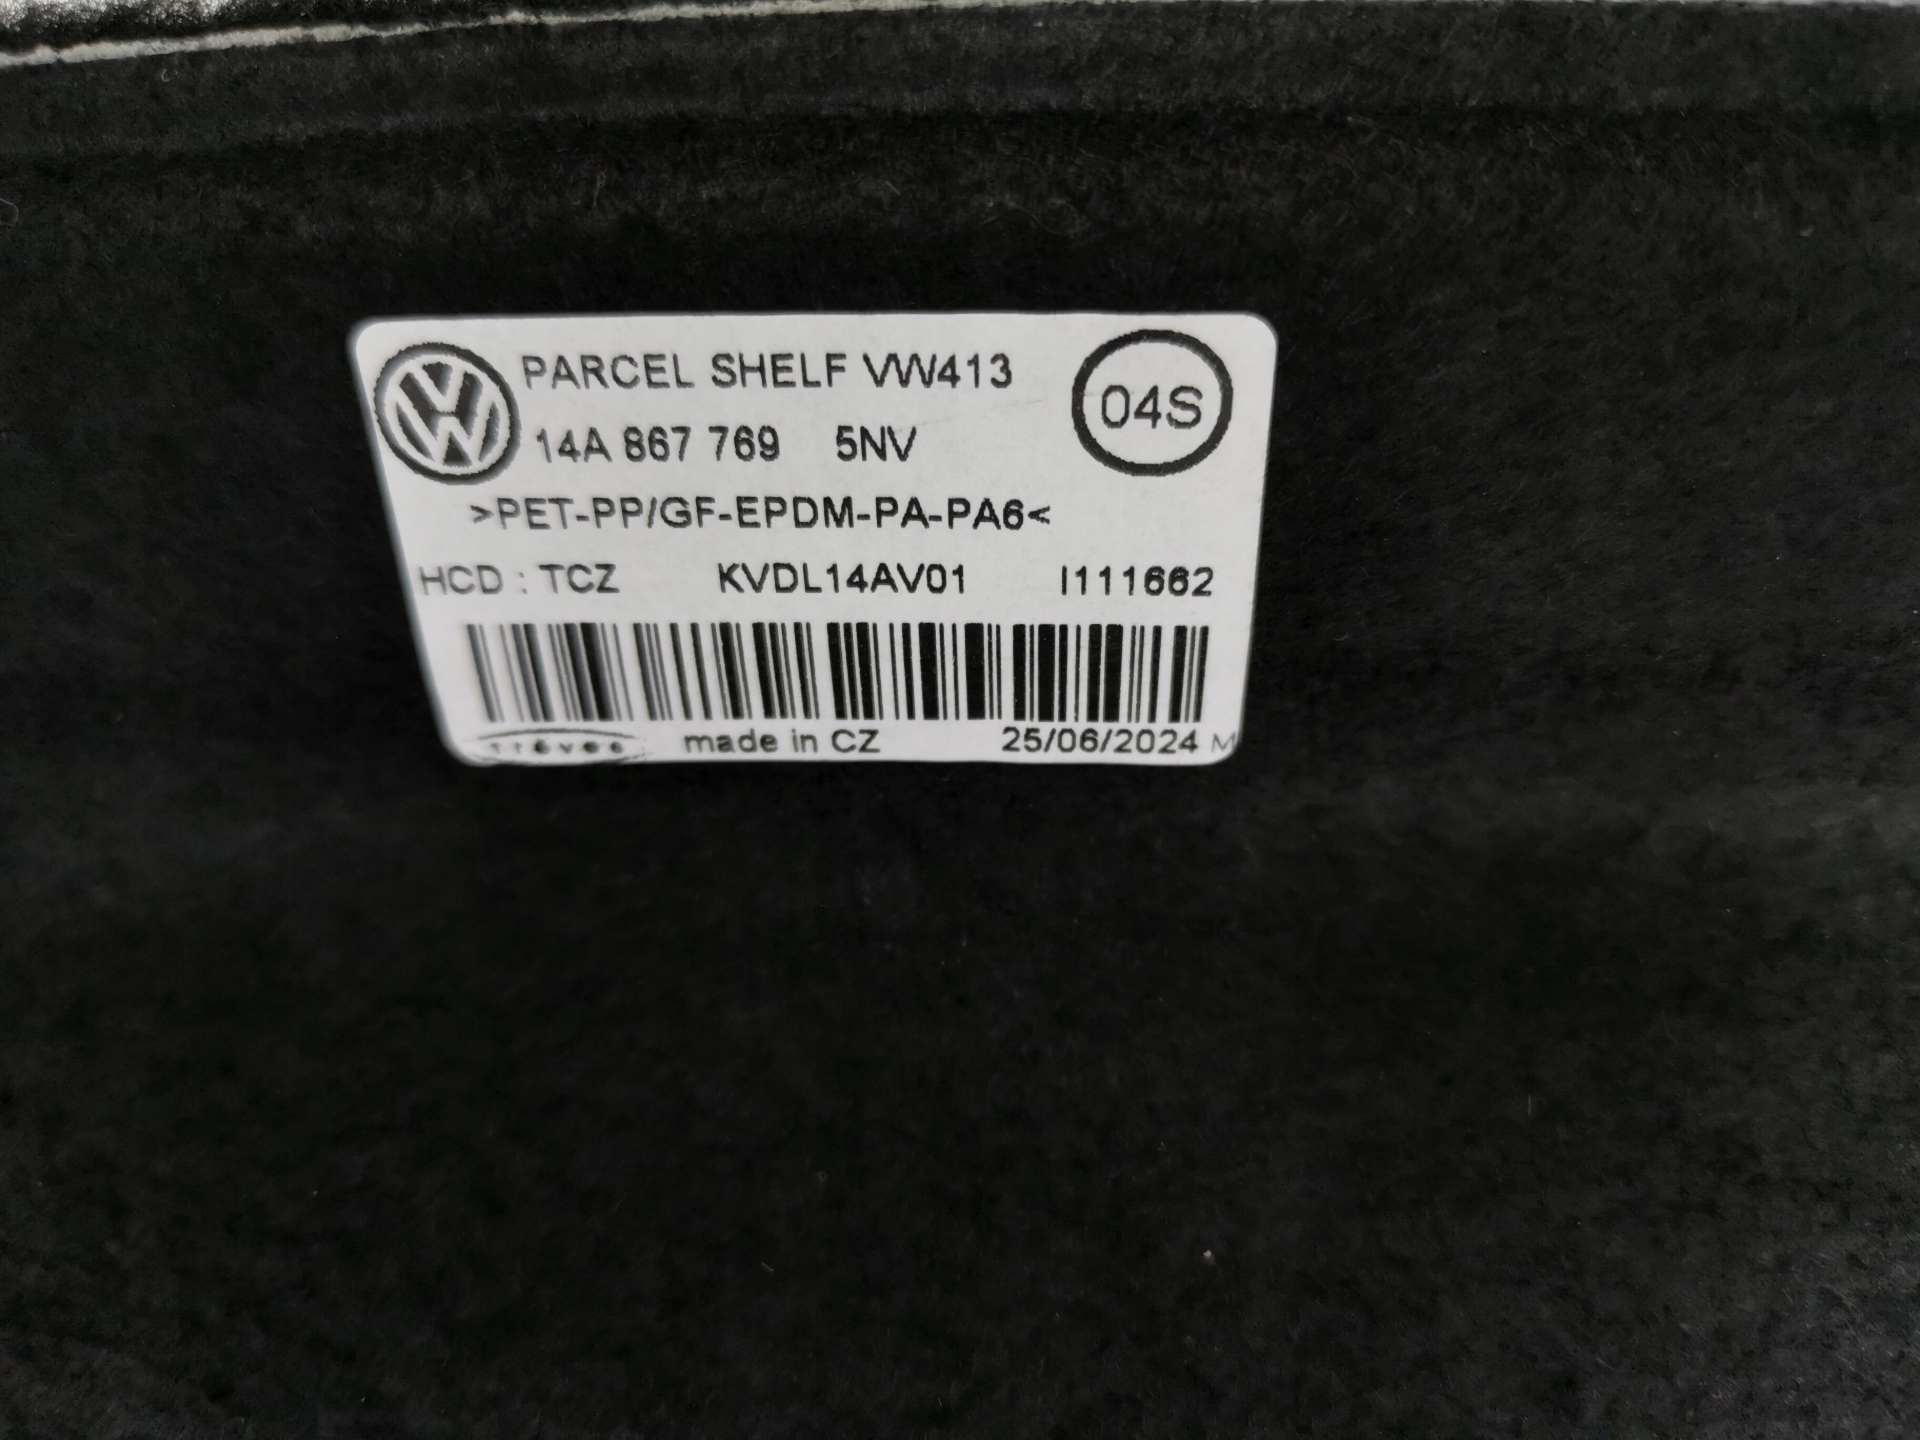 PARCEL SHELF VW413
04S
14A 867 769 5NV
>PET-PP/GF-EPDM-PA-PA6<
HCD : TCZ KVDL14AV01 I111662
trèves made in CZ 25/06/2024 M